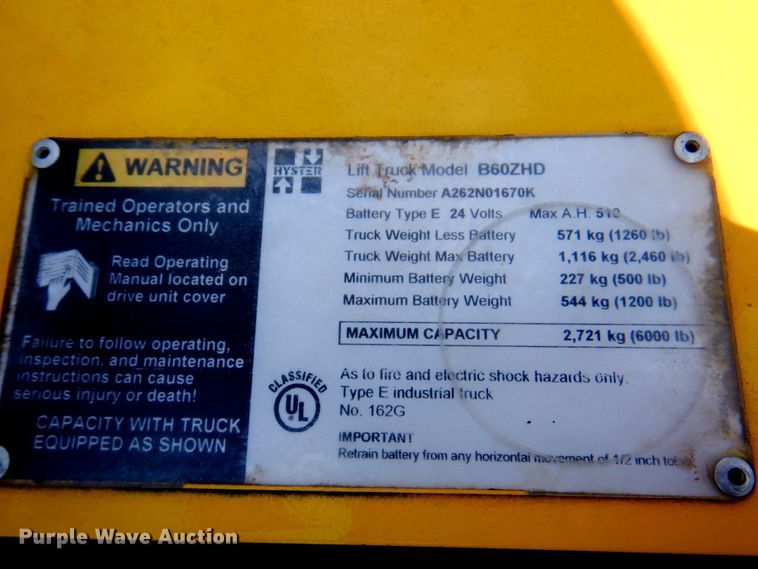 WARNING
Trained Operators and
Mechanics Only
Read Operating
Manual located on
drive unit cover
Failure to follow operating,
inspection, and maintenance
instructions can cause
serious injury or death!
CAPACITY WITH TRUCK
EQUIPPED AS SHOWN
HYSTER
Lift Truck Model B60ZHD
Serial Number A262N01670K
Battery Type E 24 Volts Max A.H. 510
Truck Weight Less Battery 571 kg (1260 lb)
Truck Weight Max Battery 1,116 kg (2,460 lb)
Minimum Battery Weight 227 kg (500 lb)
Maximum Battery Weight 544 kg (1200 lb)
MAXIMUM CAPACITY 2,721 kg (6000 lb)
CLASSIFIED
UL
As to fire and electric shock hazards only.
Type E industrial truck
No. 162G
IMPORTANT
Retrain battery from any horizontal movement of 1/2 inch
Purple Wave Auction